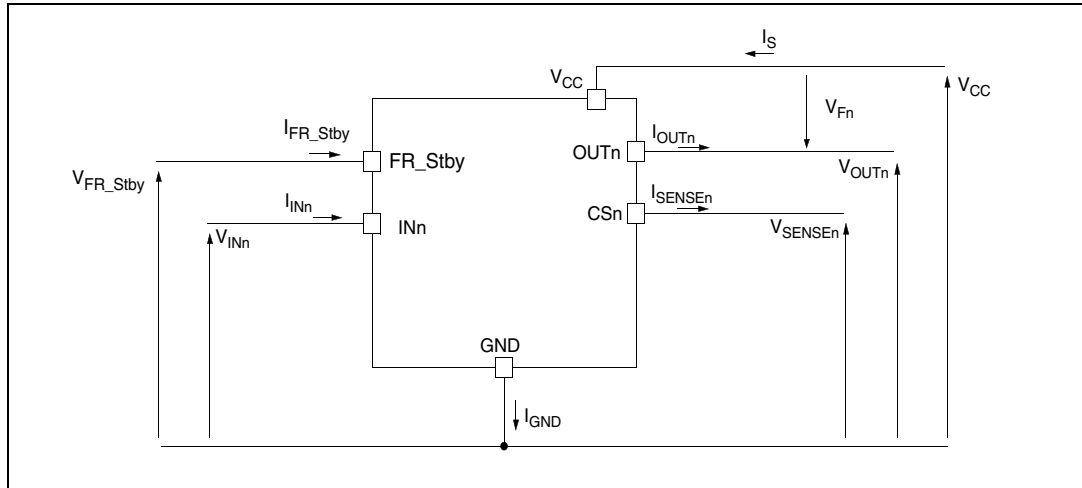 I_S
V_CC
V_CC
V_Fn
I_FR_Stby
I_OUTn
OUTn
FR_Stby
V_OUTn
V_FR_Stby
I_SENSEn
I_INn
CSn
INn
V_SENSEn
V_INn
GND
I_GND